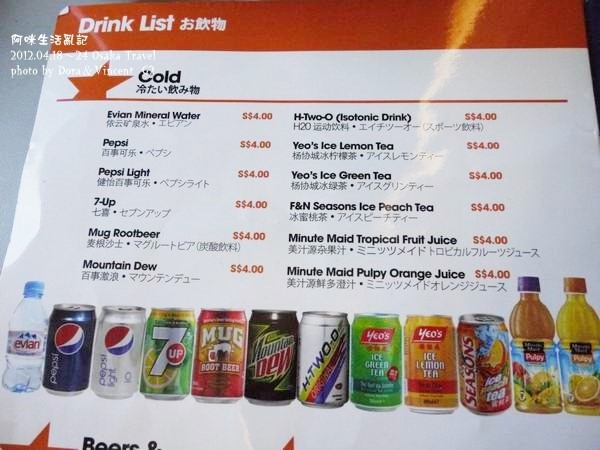 Drink List お飲物
阿咪生活亂記
2012.04.18～24 Osaka Travel
photo by Dora & Vincent
Cold
冷たい飲み物
Evian Mineral Water S$4.00
依云矿泉水・エビアン
Pepsi S$4.00
百事可乐・ペプシ
Pepsi Light S$4.00
健怡百事可乐・ペプシライト
7-Up S$4.00
七喜・セブンアップ
Mug Rootbeer S$4.00
麦根沙士・マグルートビア(炭酸飲料)
Mountain Dew S$4.00
百事激浪・マウンテンデュー
H-Two-O (Isotonic Drink) S$4.00
H20 运动饮料・エイチツーオー(スポーツ飲料)
Yeo's Ice Lemon Tea S$4.00
杨协城冰柠檬茶・アイスレモンティー
Yeo's Ice Green Tea S$4.00
杨协城冰绿茶・アイスグリンティー
F&N Seasons Ice Peach Tea S$4.00
冰蜜桃茶・アイスピーチティー
Minute Maid Tropical Fruit Juice S$4.00
美汁源杂果汁・ミニッツメイドトロピカルフルーツジュース
Minute Maid Pulpy Orange Juice S$4.00
美汁源鲜多澄汁・ミニッツメイドオレンジジュース
evian
pepsi
pepsi light
7UP
MUG
ROOT BEER
Mountain Dew
H-TWO-O
ORIGINAL
YEO'S
ICE GREEN TEA
YEO'S
ICE LEMON TEA
SEASONS
ice tea
Minute Maid
Pulpy
Minute Maid
Pulpy
Beers &